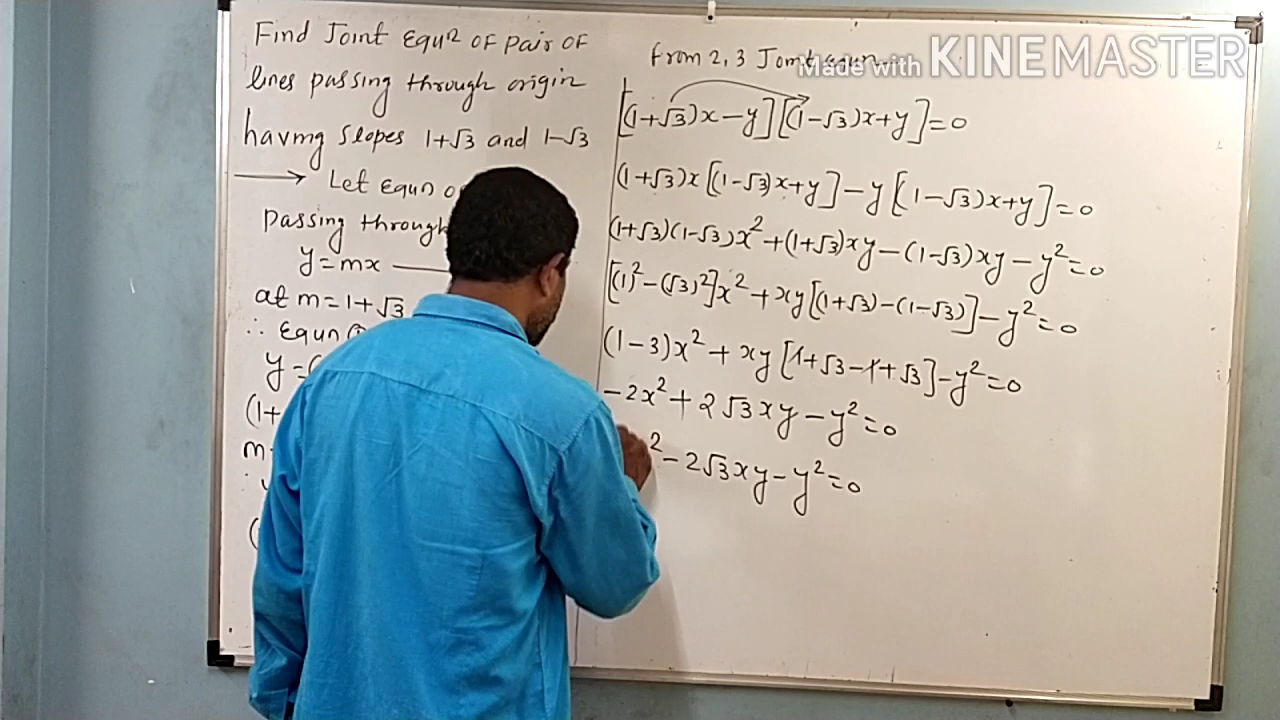 Find Joint Equn OF pair OF
lines passing through origin
having slopes 1+√3 and 1-√3
→ Let Equn
passing through
y=mx
at m=1+√3
∴ Equn
y=(
(1+
from 2, 3 Joint equn
Made with KINEMASTER
[(1+√3)x-y][(1-√3)x+y]=0
(1+√3)x[(1-√3)x+y]-y[(1-√3)x+y]=0
(1+√3)(1-√3)x²+(1+√3)xy-(1-√3)xy-y²=0
[(1)²-(√3)²]x²+xy[(1+√3)-(1-√3)]-y²=0
(1-3)x²+xy[1+√3-1+√3]-y²=0
-2x²+2√3xy-y²=0
²-2√3xy-y²=0